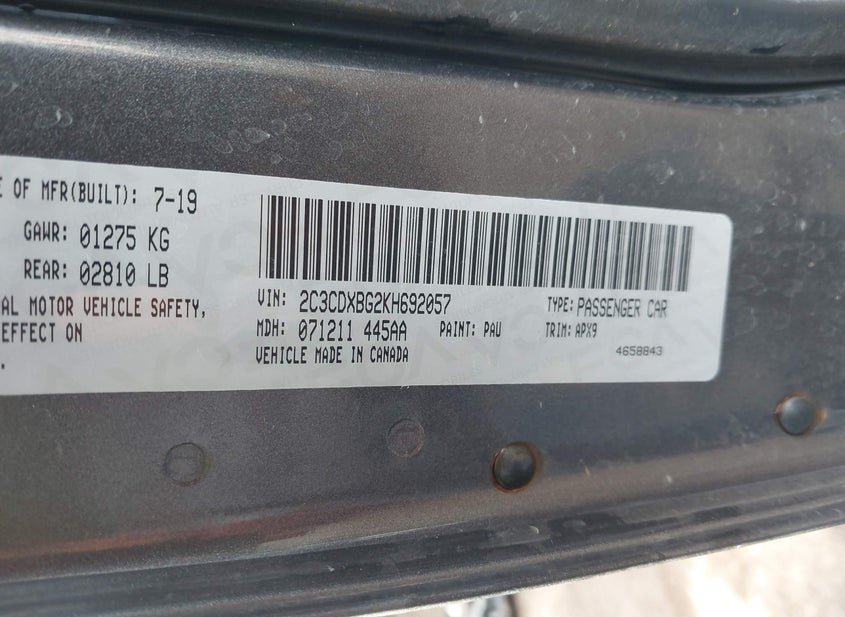 E OF MFR(BUILT): 7-19
GAWR: 01275 KG
REAR: 02810 LB
AL MOTOR VEHICLE SAFETY,
EFFECT ON
.
VIN: 2C3CDXBG2KH692057
TYPE: PASSENGER CAR
MDH: 071211 445AA
PAINT: PAU
TRIM: APX9
VEHICLE MADE IN CANADA
4658843